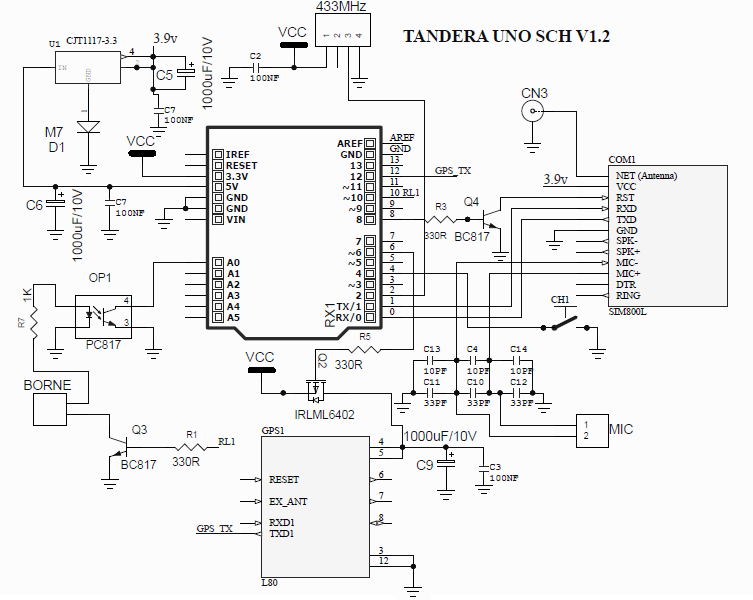 433MHz
TANDERA UNO SCH V1.2
VCC
1 2 3 4
C2
100NF
U1 CJT1117-3.3
3.9v
IN
GND
4
2
1
C5
1000uF/10V
C7
100NF
M7
D1
VCC
CN3
COM1
IREF
RESET
3.3V
5V
GND
GND
VIN
A0
A1
A2
A3
A4
A5
AREF
GND
13
12
~11
~10
~9
8
7
~6
~5
4
~3
2
TX/1
RX/0
RX1
AREF
GND
13
12 GPS_TX
11
10 RL1
9
8
7
6
5
4
3
2
1
0
C6
1000uF/10V
C7
100NF
3.9v
NET (Antenna)
VCC
RST
RXD
TXD
GND
SPK-
SPK+
MIC-
MIC+
DTR
RING
SIM800L
R3
330R
Q4
BC817
CH1
OP1
4
3
PC817
1K
R7
BORNE
Q3
BC817
R1
330R
RL1
VCC
Q2
IRLML6402
R5
330R
C13
10PF
C4
10PF
C14
10PF
C11
33PF
C10
33PF
C12
33PF
1
2
MIC
GPS1
1000uF/10V
C9
C3
100NF
RESET
EX_ANT
RXD1
TXD1
GPS_TX
4
5
6
7
8
3
12
L80